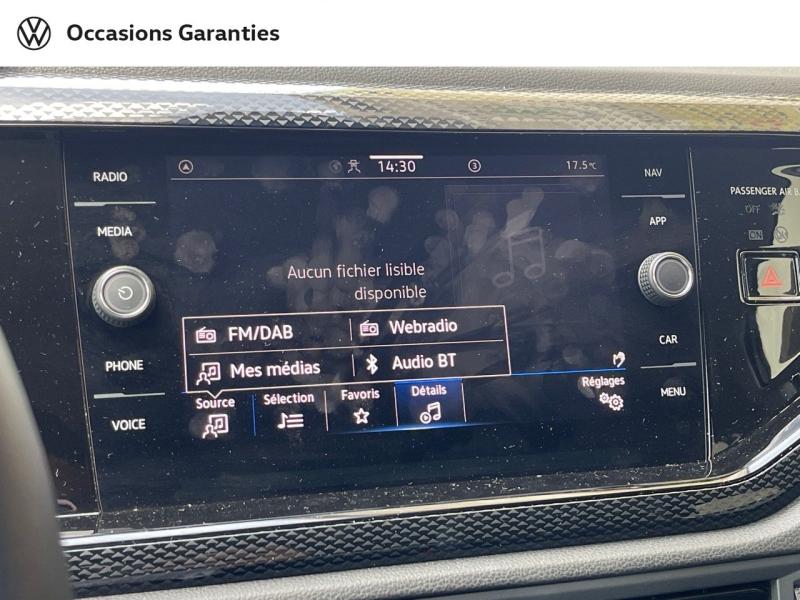 Occasions Garanties
RADIO
MEDIA
PHONE
VOICE
14:30
3
17.5°C
Aucun fichier lisible
disponible
FM/DAB
Webradio
Mes médias
Audio BT
Source
Sélection
Favoris
Détails
Réglages
NAV
APP
CAR
MENU
PASSENGER AIR B
OFF
ON